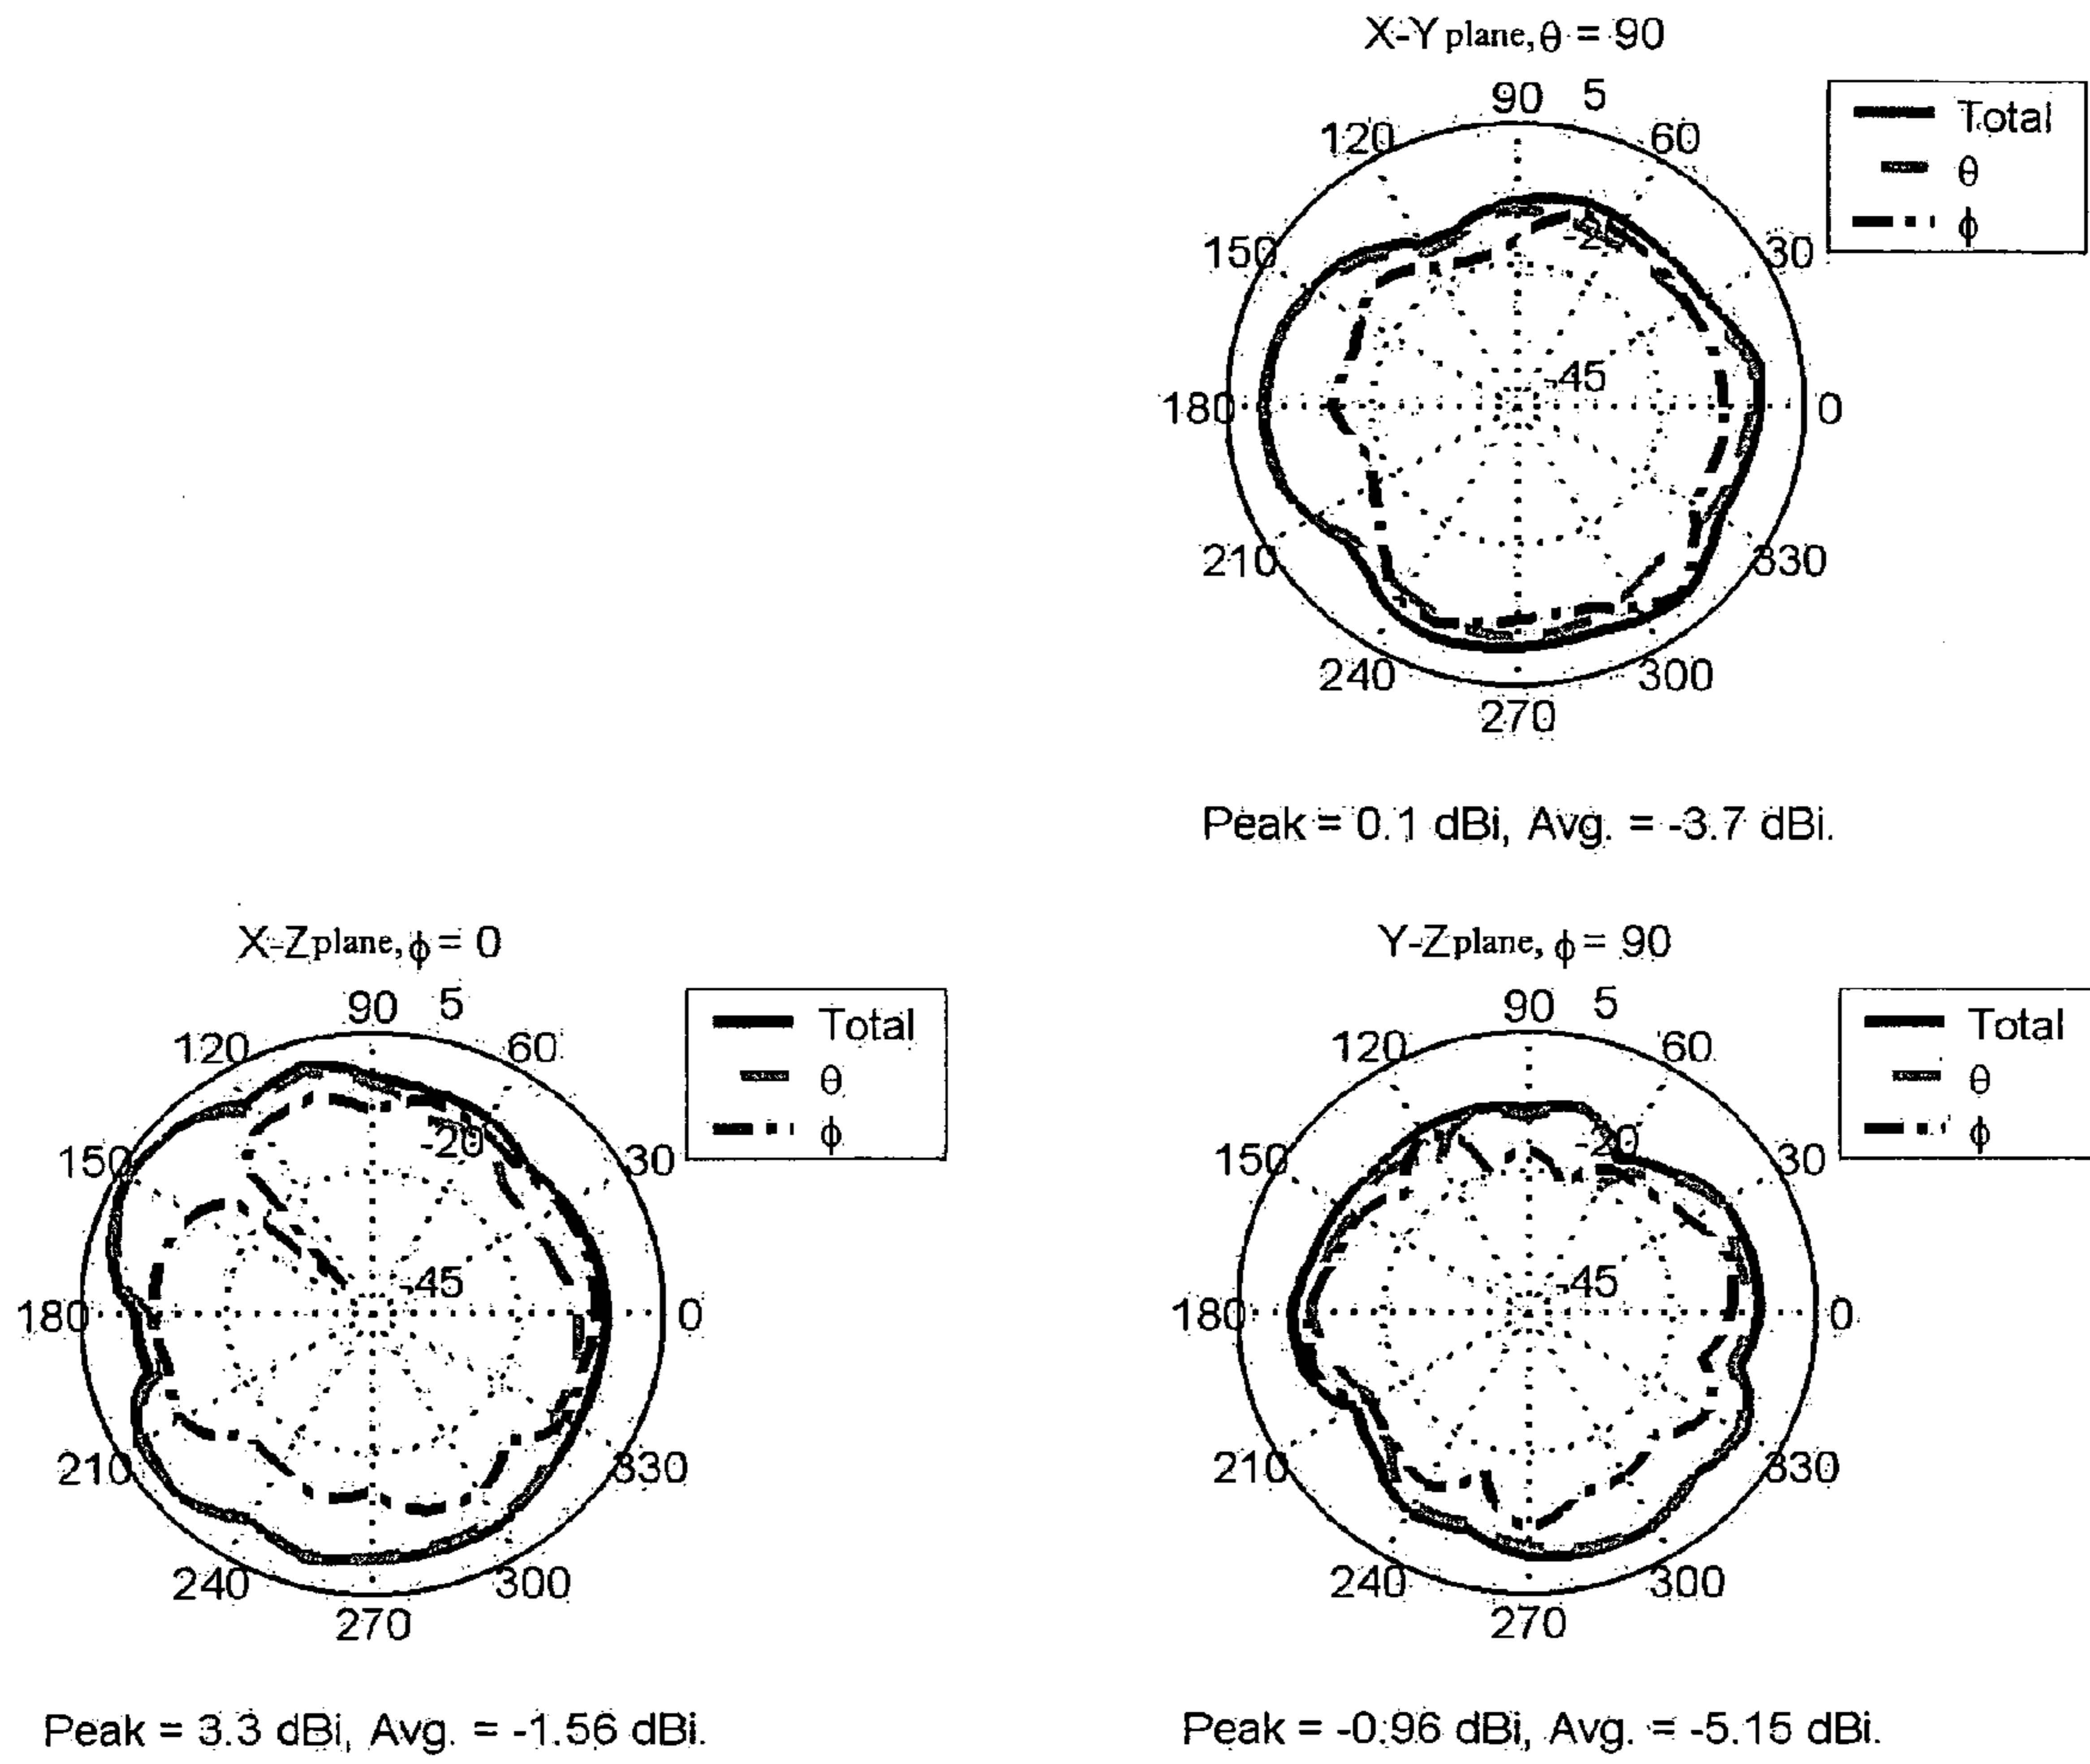 X-Y plane, θ = 90
90 5
120 60
Total
θ
ϕ
150 30
-20
-45
180 0
210 330
240 300
270
Peak = 0.1 dBi, Avg. = -3.7 dBi.
X-Z plane, ϕ = 0
90 5
120 60
Total
θ
ϕ
150 30
-20
-45
180 0
210 330
240 300
270
Peak = 3.3 dBi, Avg. = -1.56 dBi.
Y-Z plane, ϕ = 90
90 5
120 60
Total
θ
ϕ
150 30
-20
-45
180 0
210 330
240 300
270
Peak = -0.96 dBi, Avg. = -5.15 dBi.